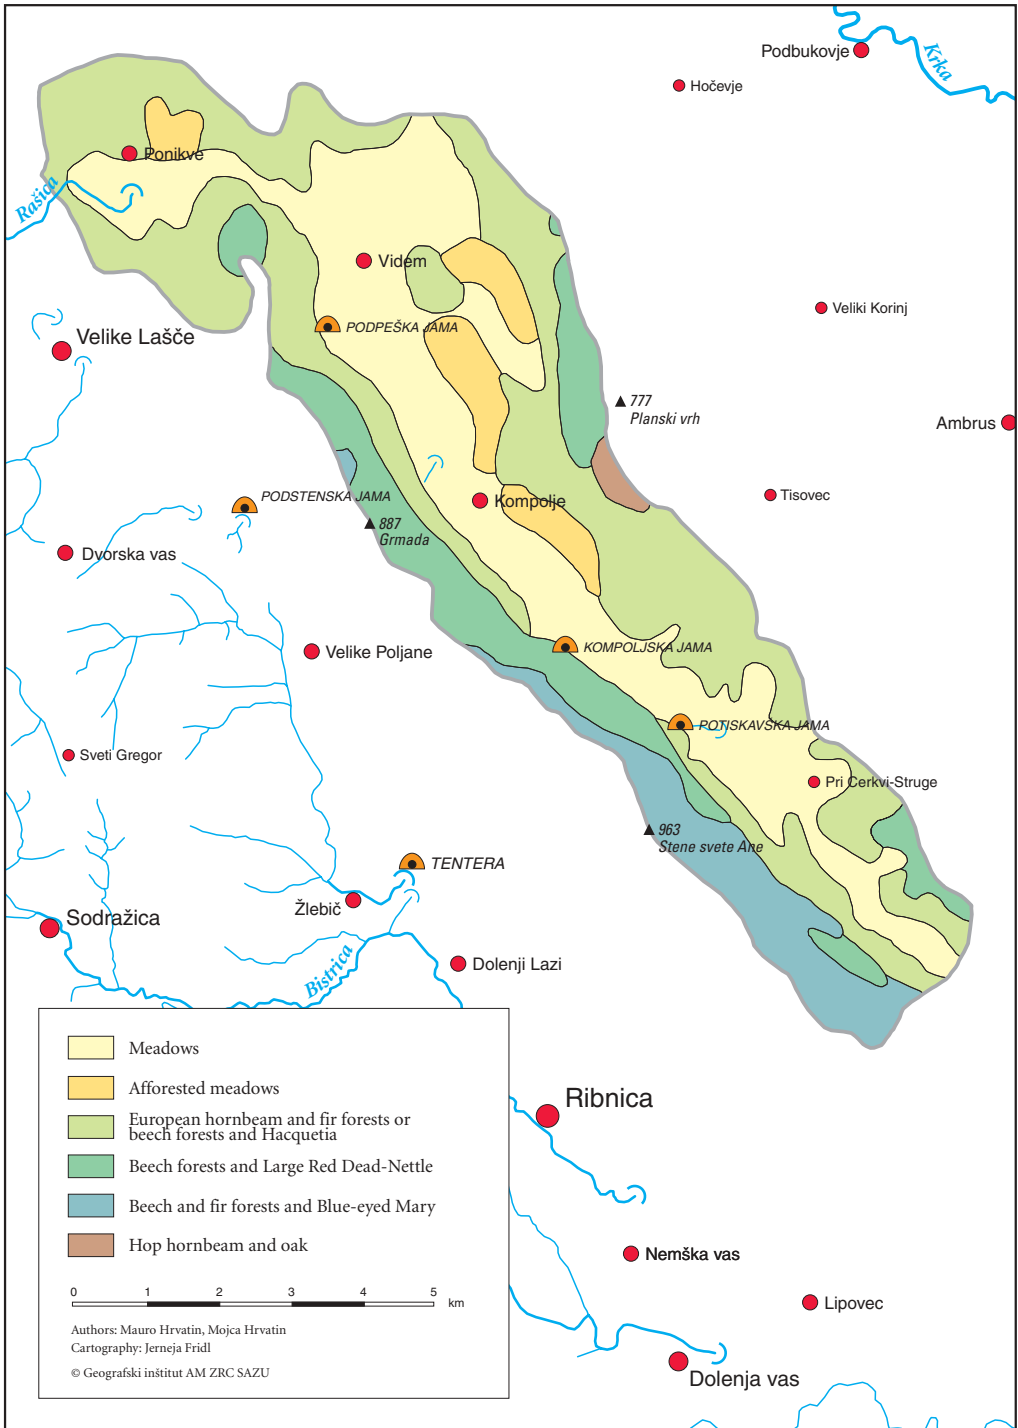 Podbukovje
Krka
Hočevje
Ponikve
Rašica
Videm
Veliki Korinj
PODPEŠKA JAMA
Velike Lašče
777
Planski vrh
Ambrus
PODSTENSKA JAMA
Kompolje
Tisovec
887
Grmada
Dvorska vas
Velike Poljane
KOMPOLJSKA JAMA
POTISKAVSKA JAMA
Sveti Gregor
Pri Cerkvi-Struge
963
Stene svete Ane
TENTERA
Žlebič
Sodražica
Bistrica
Dolenji Lazi
Meadows
Afforested meadows
European hornbeam and fir forests or
beech forests and Hacquetia
Beech forests and Large Red Dead-Nettle
Beech and fir forests and Blue-eyed Mary
Hop hornbeam and oak
0 1 2 3 4 5 km
Authors: Mauro Hrvatin, Mojca Hrvatin
Cartography: Jerneja Fridl
© Geografski inštitut AM ZRC SAZU
Ribnica
Nemška vas
Lipovec
Dolenja vas